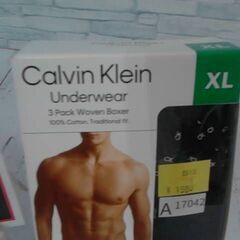 Calvin Klein
XL
Underwear
3 Pack Woven Boxer
100% Cotton, Traditional fit.
A 17042